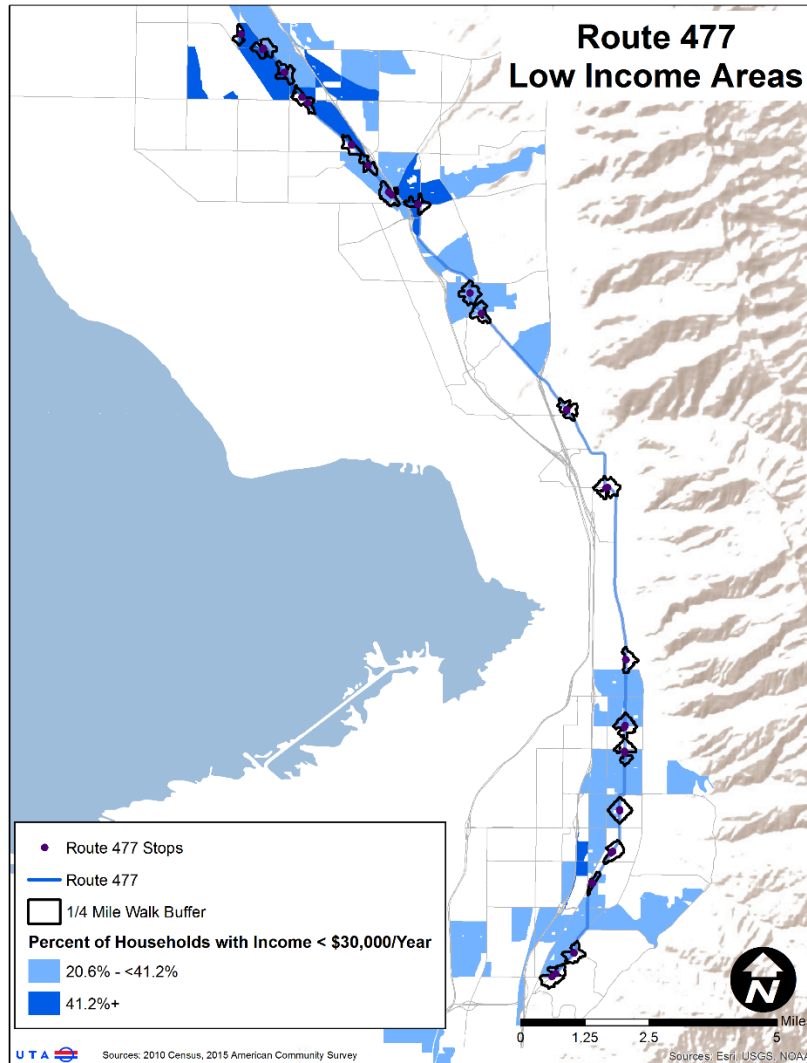 Route 477
Low Income Areas
Route 477 Stops
Route 477
1/4 Mile Walk Buffer
Percent of Households with Income < $30,000/Year
20.6% - <41.2%
41.2%+
N
Mile
0 1.25 2.5 5
UTA Sources: 2010 Census, 2015 American Community Survey
Sources: Esri, USGS, NOAA